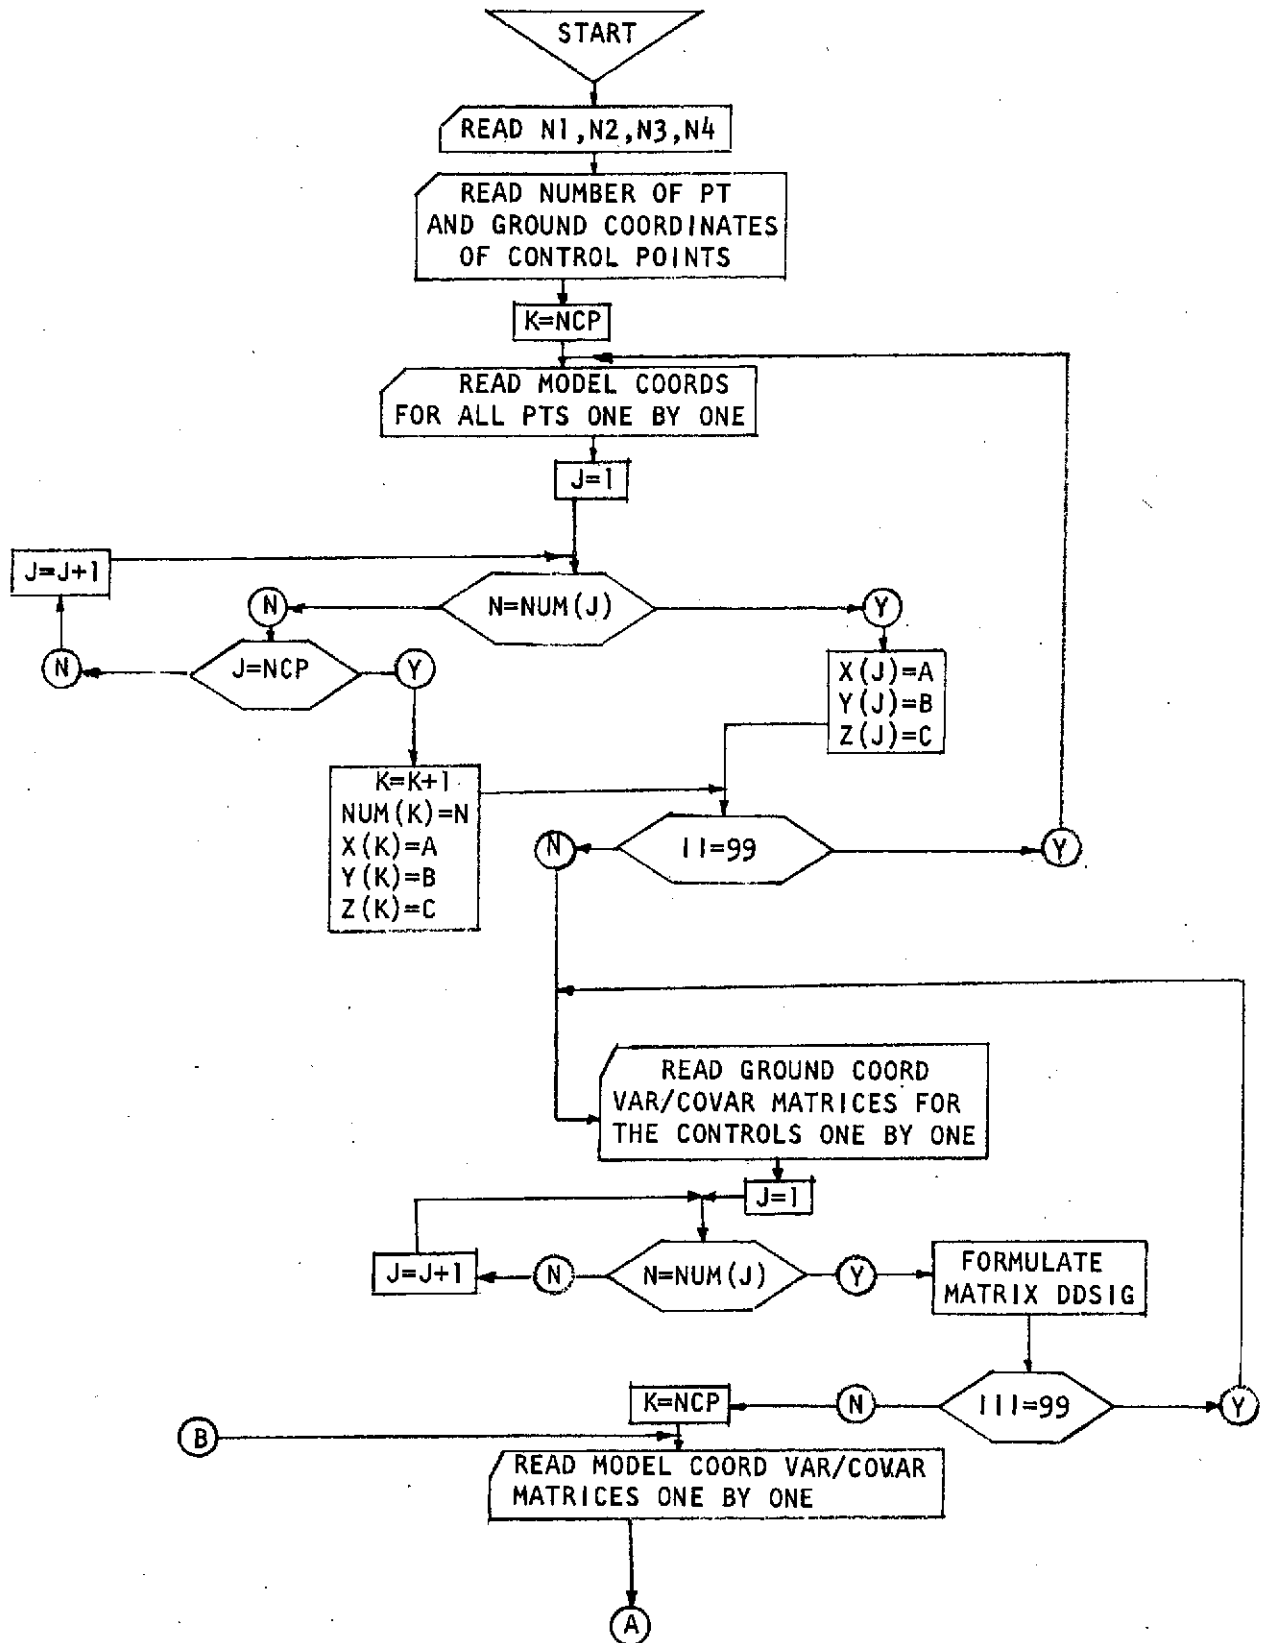 START
READ N1,N2,N3,N4
READ NUMBER OF PT
AND GROUND COORDINATES
OF CONTROL POINTS
K=NCP
READ MODEL COORDS
FOR ALL PTS ONE BY ONE
J=1
J=J+1
N=NUM(J)
N
Y
J=NCP
N
Y
X(J)=A
Y(J)=B
Z(J)=C
K=K+1
NUM(K)=N
X(K)=A
Y(K)=B
Z(K)=C
II=99
N
Y
READ GROUND COORD
VAR/COVAR MATRICES FOR
THE CONTROLS ONE BY ONE
J=1
J=J+1
N
N=NUM(J)
Y
FORMULATE
MATRIX DDSIG
K=NCP
N
III=99
Y
B
READ MODEL COORD VAR/COVAR
MATRICES ONE BY ONE
A